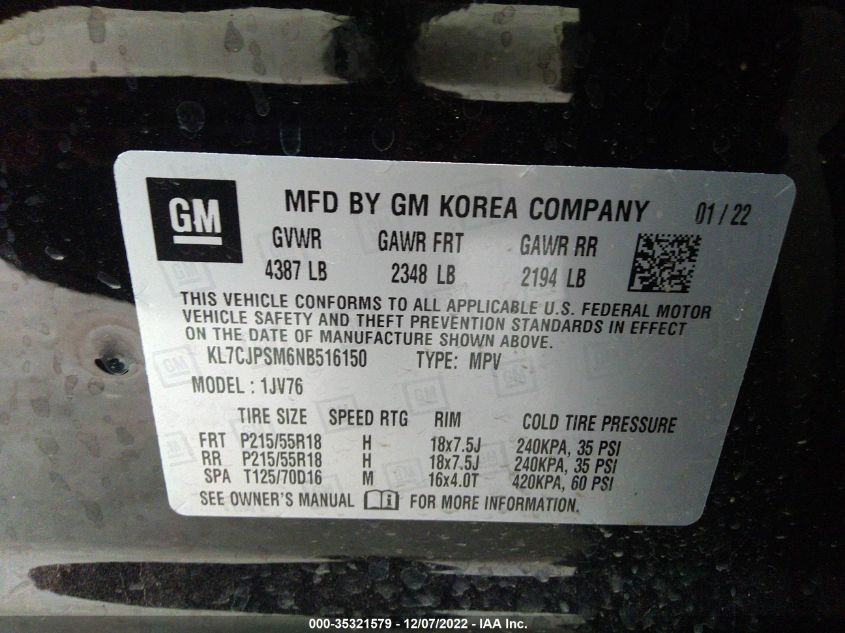 GM
MFD BY GM KOREA COMPANY 01/22
GVWR GAWR FRT GAWR RR
4387 LB 2348 LB 2194 LB
THIS VEHICLE CONFORMS TO ALL APPLICABLE U.S. FEDERAL MOTOR
VEHICLE SAFETY AND THEFT PREVENTION STANDARDS IN EFFECT
ON THE DATE OF MANUFACTURE SHOWN ABOVE.
KL7CJPSM6NB516150 TYPE: MPV
MODEL: 1JV76
TIRE SIZE SPEED RTG RIM COLD TIRE PRESSURE
FRT P215/55R18 H 18x7.5J 240KPA, 35 PSI
RR P215/55R18 H 18x7.5J 240KPA, 35 PSI
SPA T125/70D16 M 16x4.0T 420KPA, 60 PSI
SEE OWNER'S MANUAL FOR MORE INFORMATION.
000-35321579 - 12/07/2022 - IAA Inc.